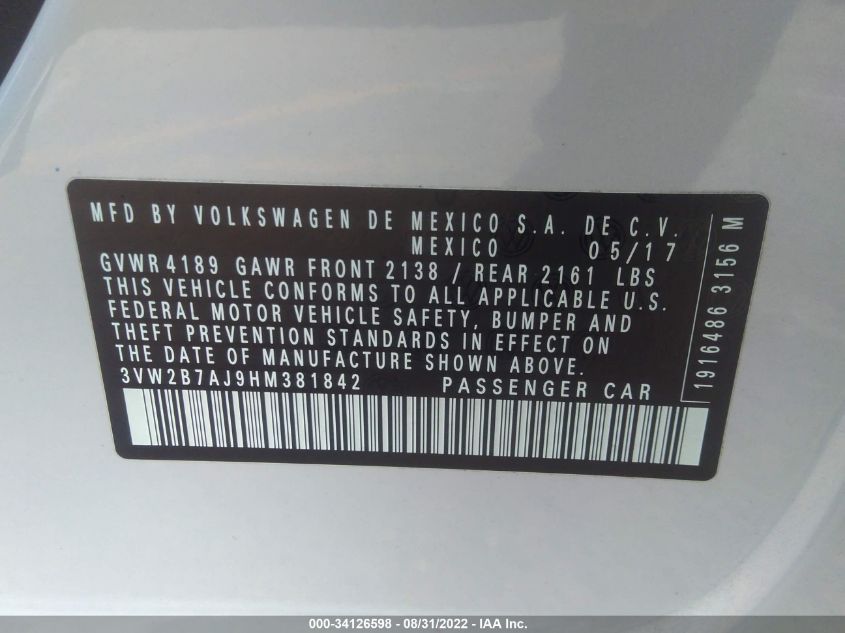 MFD BY VOLKSWAGEN DE MEXICO S.A. DE C.V.
MEXICO 05/17
GVWR 4189 GAWR FRONT 2138 / REAR 2161 LBS
THIS VEHICLE CONFORMS TO ALL APPLICABLE U.S.
FEDERAL MOTOR VEHICLE SAFETY, BUMPER AND
THEFT PREVENTION STANDARDS IN EFFECT ON
THE DATE OF MANUFACTURE SHOWN ABOVE.
3VW2B7AJ9HM381842 PASSENGER CAR
1916486 3156 M
000-34126598 - 08/31/2022 - IAA Inc.